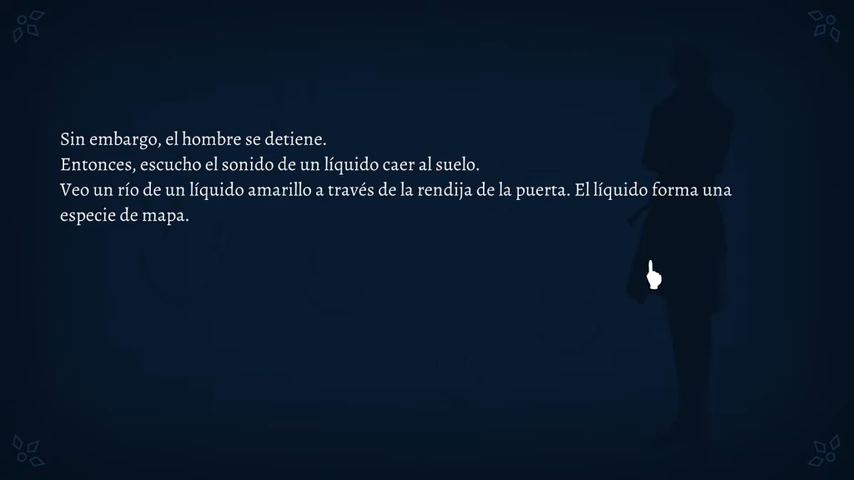 Sin embargo, el hombre se detiene.
Entonces, escucho el sonido de un líquido caer al suelo.
Veo un río de un líquido amarillo a través de la rendija de la puerta. El líquido forma una
especie de mapa.